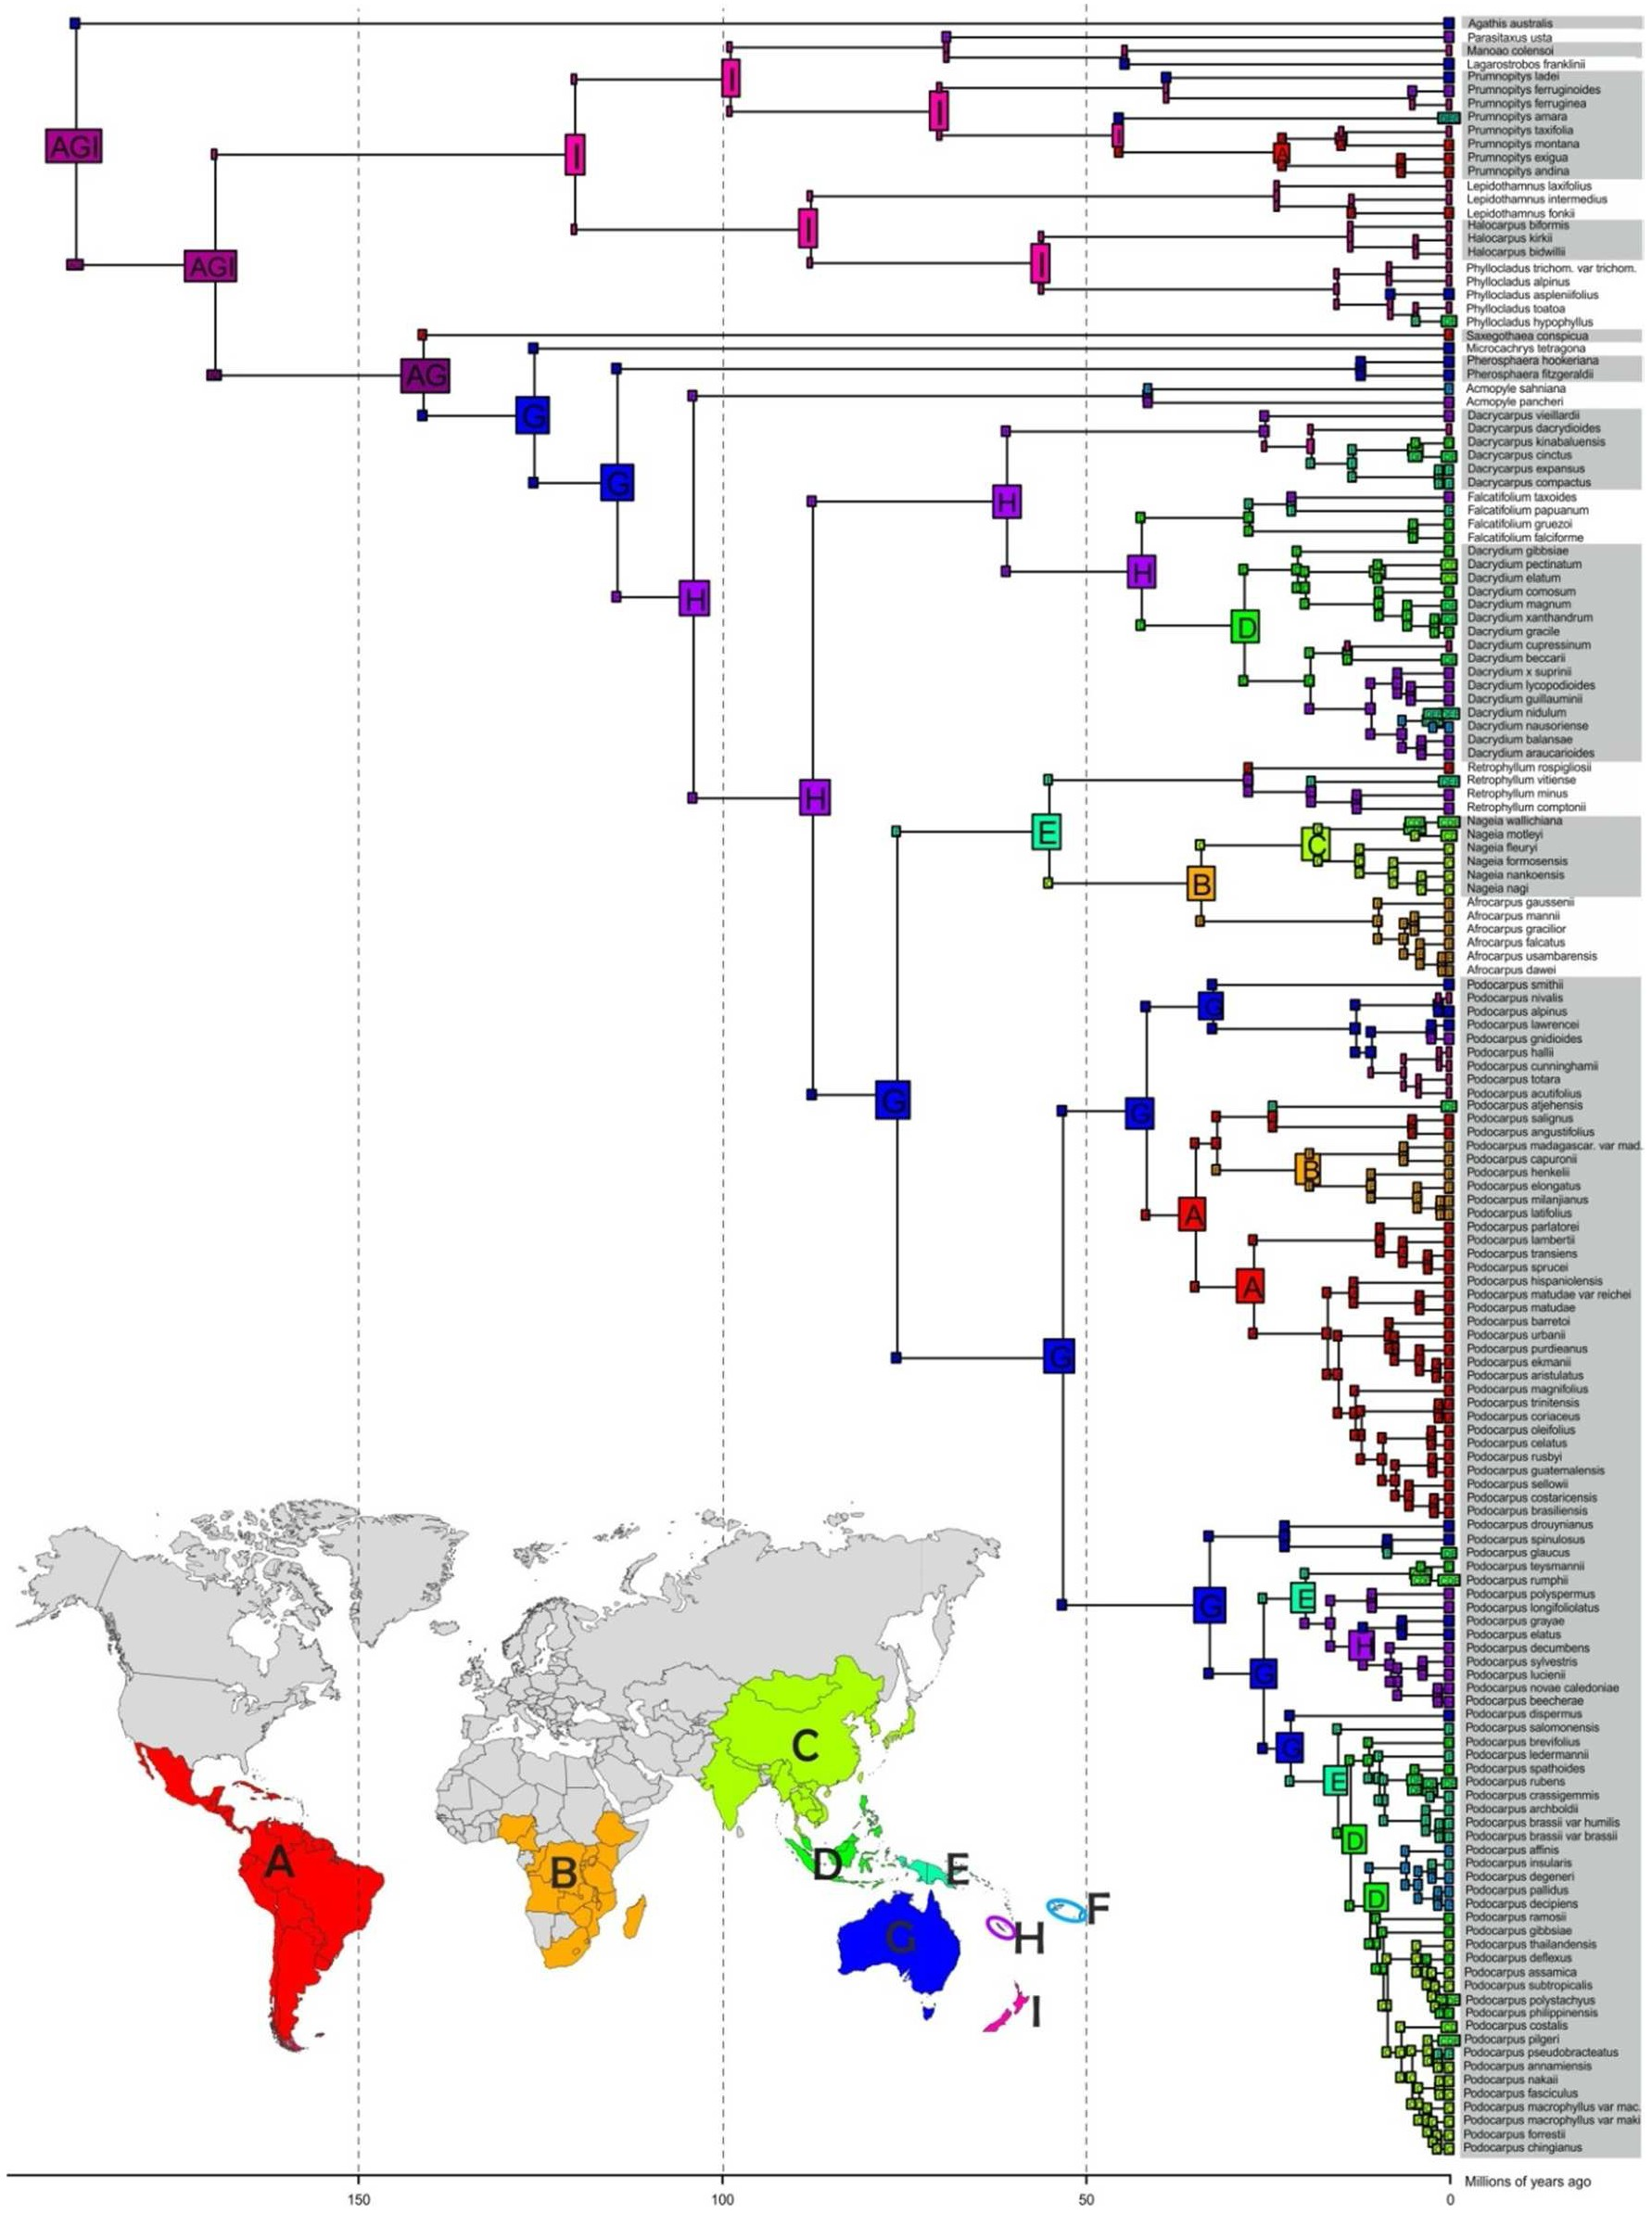 Agathis australis
Parasitaxus usta
Manoao colensoi
Lagarostrobos franklinii
Prumnopitys ladei
Prumnopitys ferruginoides
Prumnopitys ferruginea
Prumnopitys amara
Prumnopitys taxifolia
Prumnopitys montana
Prumnopitys exigua
Prumnopitys andina
Lepidothamnus laxifolius
Lepidothamnus intermedius
Lepidothamnus fonkii
Halocarpus biformis
Halocarpus kirkii
Halocarpus bidwillii
Phyllocladus trichom. var trichom.
Phyllocladus alpinus
Phyllocladus aspleniifolius
Phyllocladus toatoa
Phyllocladus hypophyllus
Saxegothaea conspicua
Microcachrys tetragona
Pherosphaera hookeriana
Pherosphaera fitzgeraldii
Acmopyle sahniana
Acmopyle pancheri
Dacrycarpus vieillardii
Dacrycarpus dacrydioides
Dacrycarpus kinabaluensis
Dacrycarpus cinctus
Dacrycarpus expansus
Dacrycarpus compactus
Falcatifolium taxoides
Falcatifolium papuanum
Falcatifolium gruezoi
Falcatifolium falciforme
Dacrydium gibbsiae
Dacrydium pectinatum
Dacrydium elatum
Dacrydium comosum
Dacrydium magnum
Dacrydium xanthandrum
Dacrydium gracile
Dacrydium cupressinum
Dacrydium beccarii
Dacrydium x suprinii
Dacrydium lycopodioides
Dacrydium guillauminii
Dacrydium nidulum
Dacrydium nausoriense
Dacrydium balansae
Dacrydium araucarioides
Retrophyllum rospigliosii
Retrophyllum vitiense
Retrophyllum minus
Retrophyllum comptonii
Nageia wallichiana
Nageia motleyi
Nageia fleuryi
Nageia formosensis
Nageia nankoensis
Nageia nagi
Afrocarpus gaussenii
Afrocarpus mannii
Afrocarpus gracilior
Afrocarpus falcatus
Afrocarpus usambarensis
Afrocarpus dawei
Podocarpus smithii
Podocarpus nivalis
Podocarpus alpinus
Podocarpus lawrencei
Podocarpus gnidioides
Podocarpus hallii
Podocarpus cunninghamii
Podocarpus totara
Podocarpus acutifolius
Podocarpus atjehensis
Podocarpus salignus
Podocarpus angustifolius
Podocarpus madagascar. var mad.
Podocarpus capuronii
Podocarpus henkelii
Podocarpus elongatus
Podocarpus milanjianus
Podocarpus latifolius
Podocarpus parlatorei
Podocarpus lambertii
Podocarpus transiens
Podocarpus sprucei
Podocarpus hispaniolensis
Podocarpus matudae var reichei
Podocarpus matudae
Podocarpus barretoi
Podocarpus urbanii
Podocarpus purdieanus
Podocarpus ekmanii
Podocarpus aristulatus
Podocarpus magnifolius
Podocarpus trinitensis
Podocarpus coriaceus
Podocarpus oleifolius
Podocarpus celatus
Podocarpus rusbyi
Podocarpus guatemalensis
Podocarpus sellowii
Podocarpus costaricensis
Podocarpus brasiliensis
Podocarpus drouynianus
Podocarpus spinulosus
Podocarpus glaucus
Podocarpus teysmannii
Podocarpus rumphii
Podocarpus polyspermus
Podocarpus longifoliolatus
Podocarpus grayae
Podocarpus elatus
Podocarpus decumbens
Podocarpus sylvestris
Podocarpus lucienii
Podocarpus novae caledoniae
Podocarpus beecherae
Podocarpus dispermus
Podocarpus salomonensis
Podocarpus brevifolius
Podocarpus ledermannii
Podocarpus spathoides
Podocarpus rubens
Podocarpus crassigemmis
Podocarpus archboldii
Podocarpus brassii var humilis
Podocarpus brassii var brassii
Podocarpus affinis
Podocarpus insularis
Podocarpus degeneri
Podocarpus pallidus
Podocarpus decipiens
Podocarpus ramosii
Podocarpus gibbsiae
Podocarpus thailandensis
Podocarpus deflexus
Podocarpus assamica
Podocarpus subtropicalis
Podocarpus polystachyus
Podocarpus philippinensis
Podocarpus costalis
Podocarpus pilgeri
Podocarpus pseudobracteatus
Podocarpus annamiensis
Podocarpus nakaii
Podocarpus fasciculus
Podocarpus macrophyllus var mac.
Podocarpus macrophyllus var maki
Podocarpus forrestii
Podocarpus chingianus
AGI
AGI
I
I
I
I
I
I
A
AG
G
G
H
H
H
H
D
E
C
B
G
G
G
G
A
B
A
G
E
H
G
G
E
D
D
A
B
C
D
E
F
G
H
I
150
100
50
0
Millions of years ago